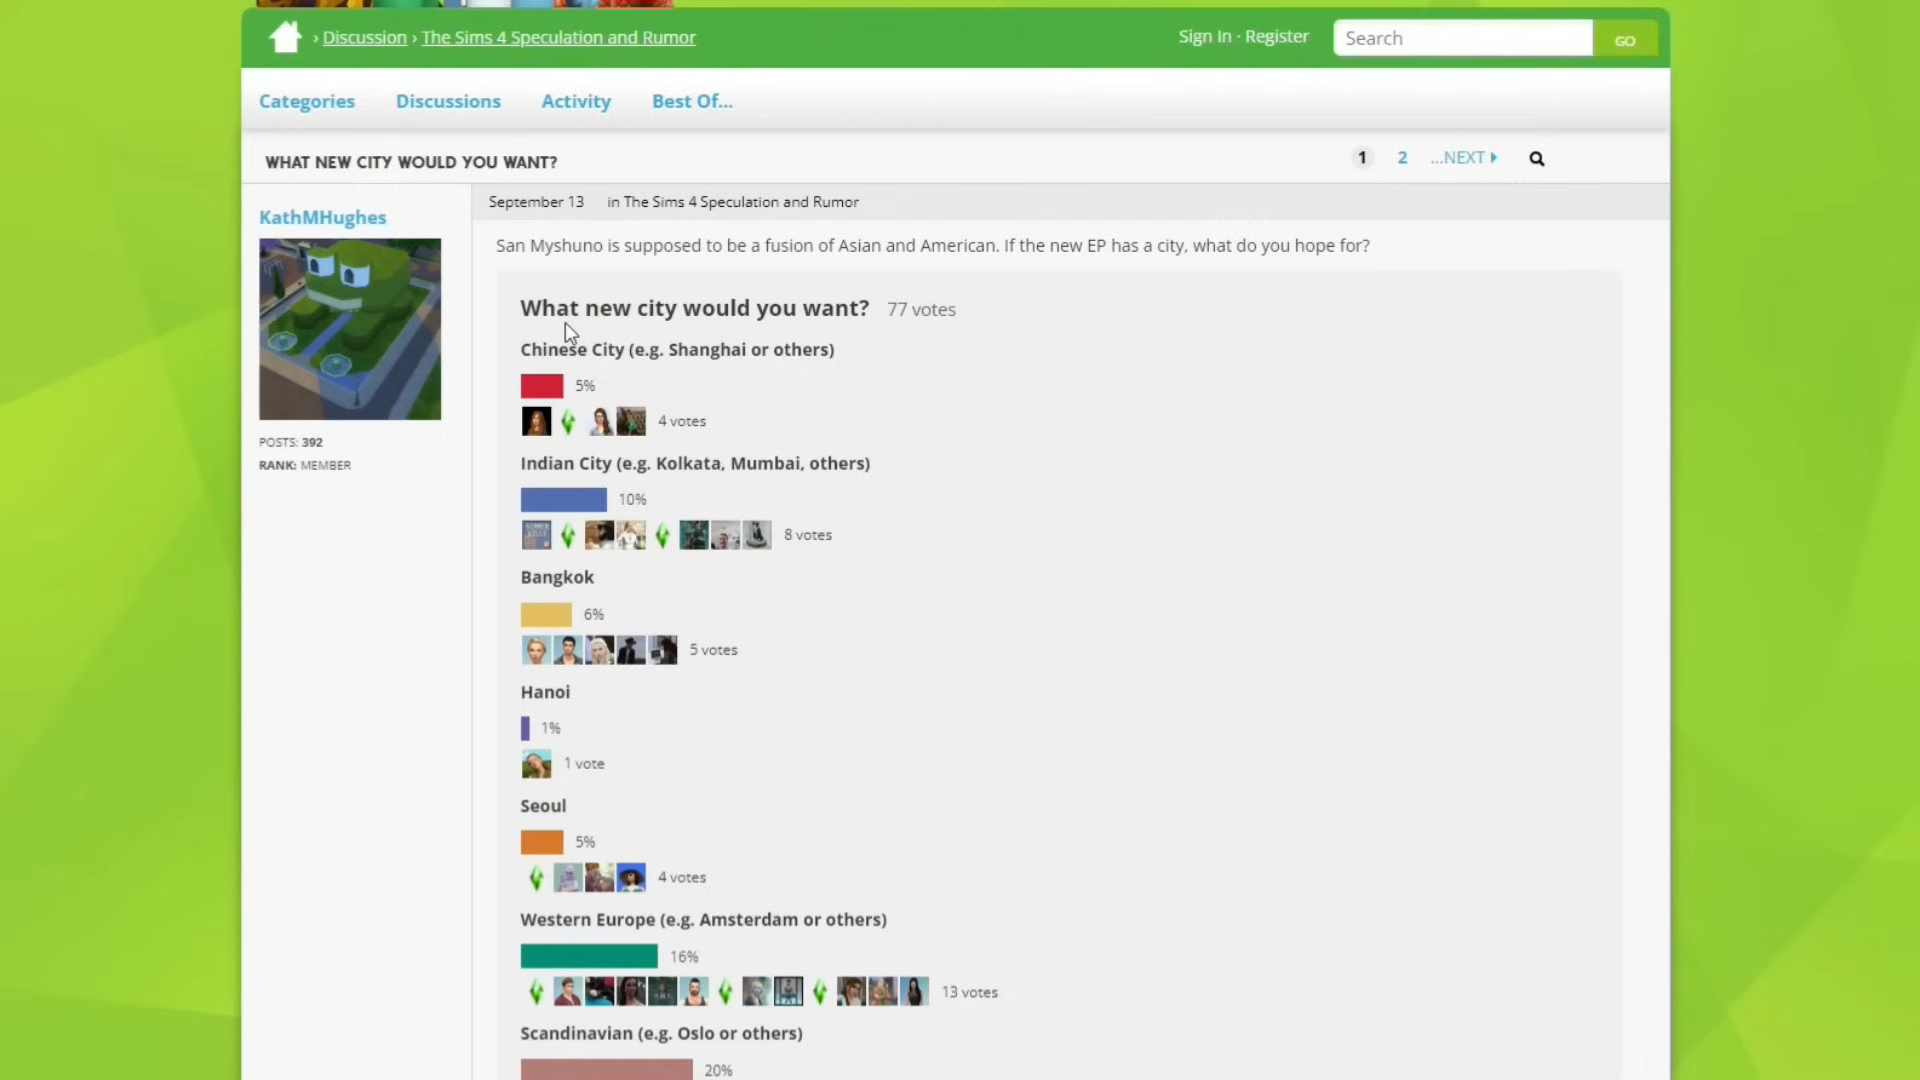 › Discussion › The Sims 4 Speculation and Rumor
Sign In · Register
Search
GO
Categories Discussions Activity Best Of...
WHAT NEW CITY WOULD YOU WANT?
1 2 ...NEXT
KathMHughes
POSTS: 392
RANK: MEMBER
September 13 in The Sims 4 Speculation and Rumor
San Myshuno is supposed to be a fusion of Asian and American. If the new EP has a city, what do you hope for?
What new city would you want? 77 votes
Chinese City (e.g. Shanghai or others)
5%
4 votes
Indian City (e.g. Kolkata, Mumbai, others)
10%
8 votes
Bangkok
6%
5 votes
Hanoi
1%
1 vote
Seoul
5%
4 votes
Western Europe (e.g. Amsterdam or others)
16%
13 votes
Scandinavian (e.g. Oslo or others)
20%